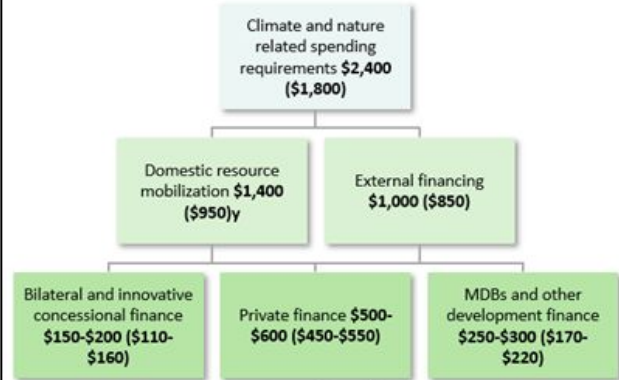 Climate and nature
related spending
requirements $2,400
($1,800)
Domestic resource
mobilization $1,400
($950)y
External financing
$1,000 ($850)
Bilateral and innovative
concessional finance
$150-$200 ($110-
$160)
Private finance $500-
$600 ($450-$550)
MDBs and other
development finance
$250-$300 ($170-
$220)